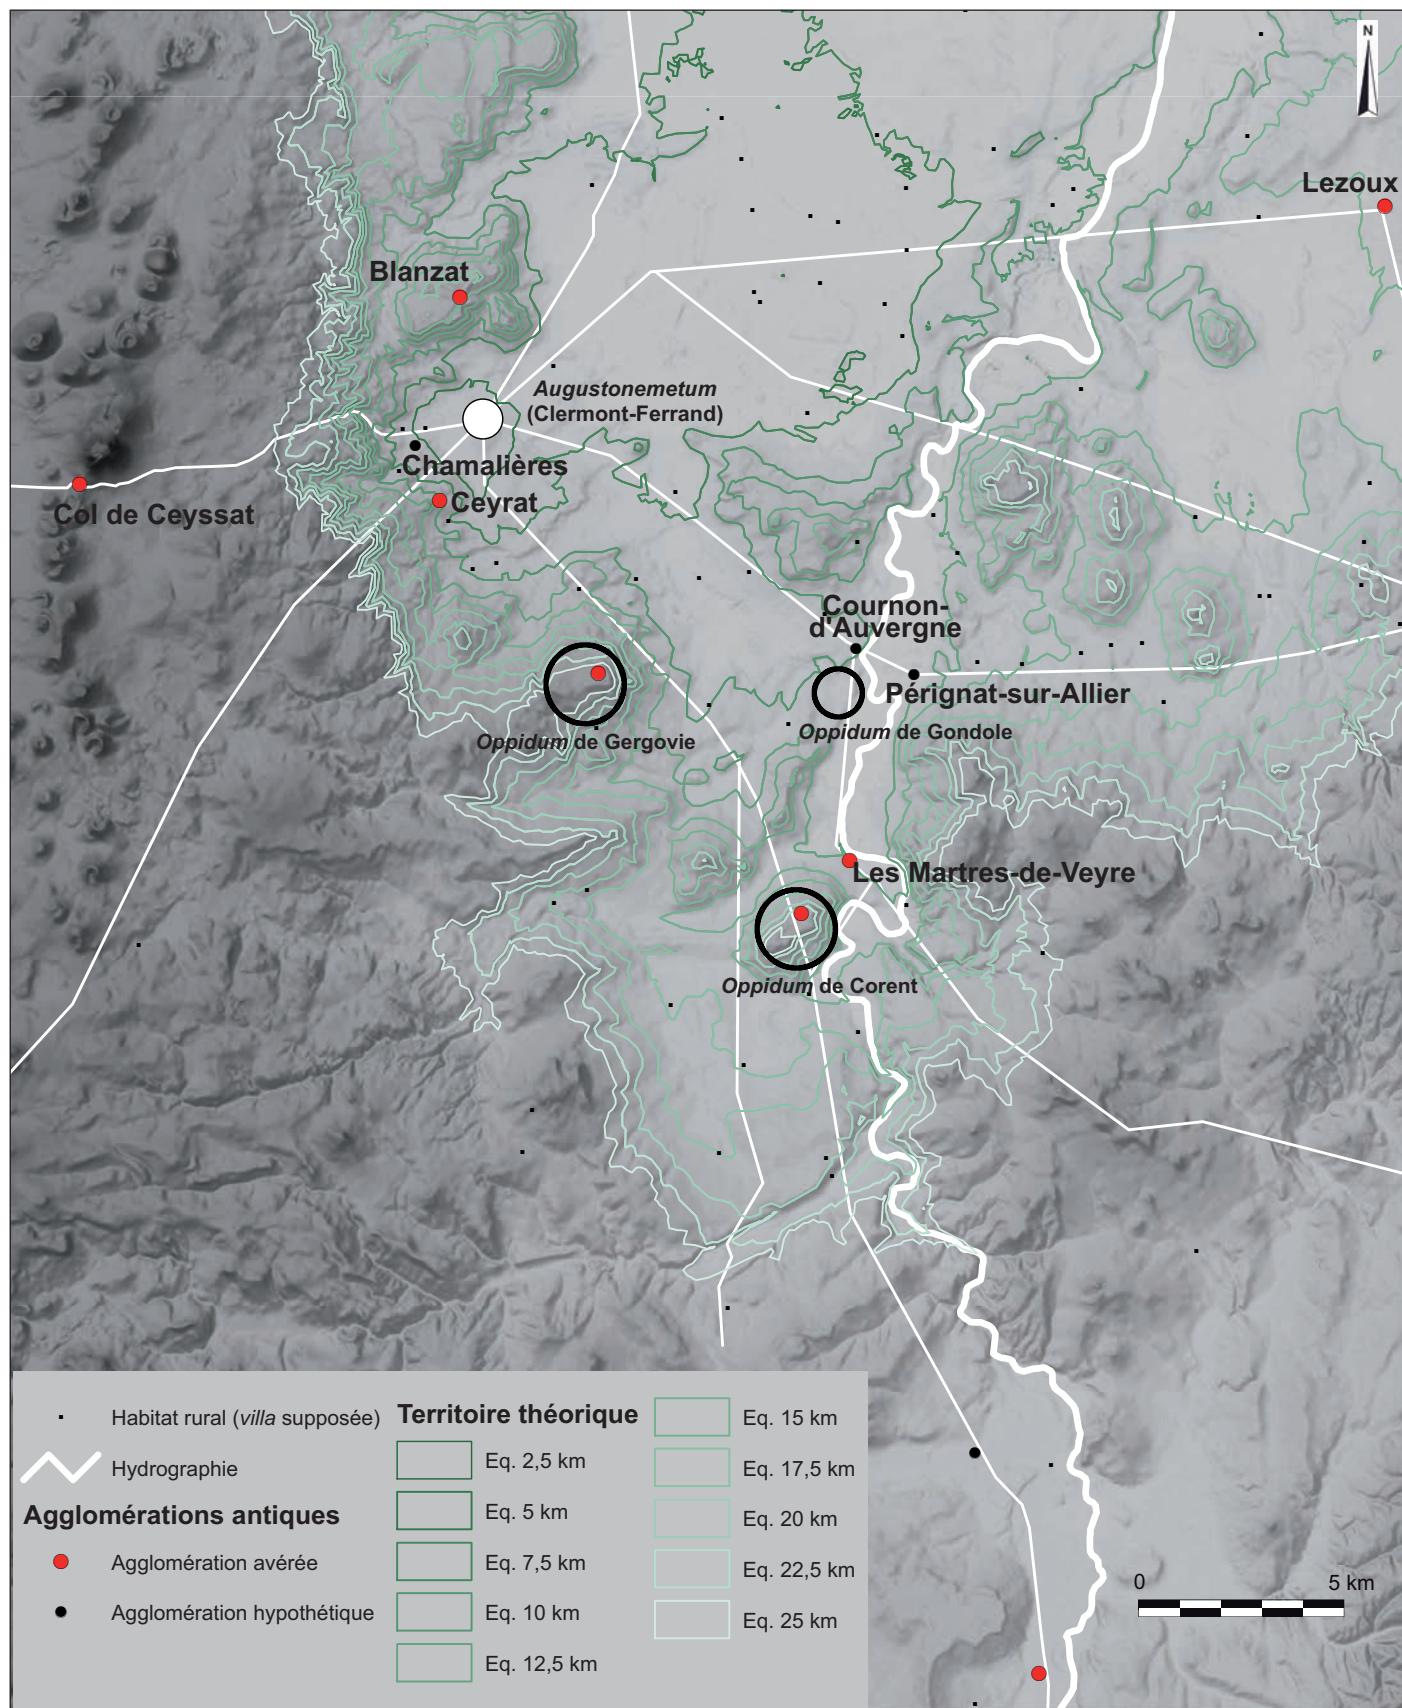 N
Lezoux
Blanzat
Augustonemetum
(Clermont-Ferrand)
Chamalières
Ceyrat
Col de Ceyssat
Cournon-
d'Auvergne
Pérignat-sur-Allier
Oppidum de Gondole
Oppidum de Gergovie
Les Martres-de-Veyre
Oppidum de Corent
Habitat rural (villa supposée)
Hydrographie
Agglomérations antiques
Agglomération avérée
Agglomération hypothétique
Territoire théorique
Eq. 2,5 km
Eq. 5 km
Eq. 7,5 km
Eq. 10 km
Eq. 12,5 km
Eq. 15 km
Eq. 17,5 km
Eq. 20 km
Eq. 22,5 km
Eq. 25 km
0 5 km